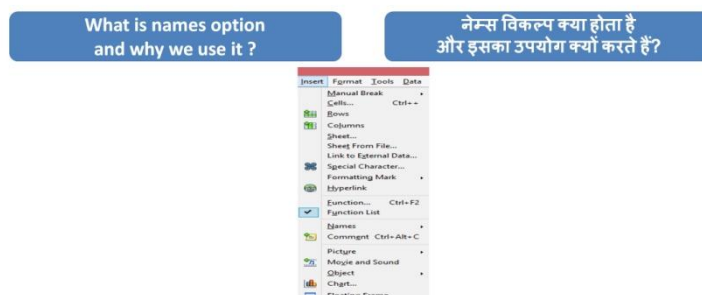 What is names option
and why we use it ?
नेम्स विकल्प क्या होता है
और इसका उपयोग क्यों करते हैं?
Insert Format Tools Data
Manual Break
Cells... Ctrl++
Rows
Columns
Sheet...
Sheet From File...
Link to External Data...
Special Character...
Formatting Mark
Hyperlink
Function... Ctrl+F2
Function List
Names
Comment Ctrl+Alt+C
Picture
Movie and Sound
Object
Chart...